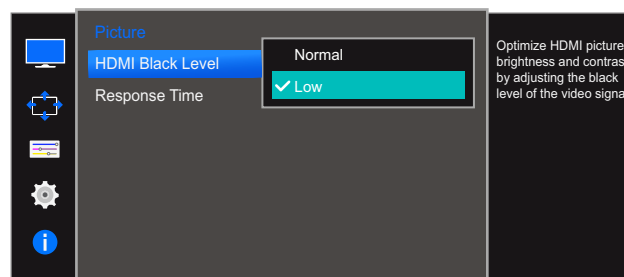 Picture
HDMI Black Level
Response Time
Normal
Low
Optimize HDMI picture
brightness and contras
by adjusting the black
level of the video signa